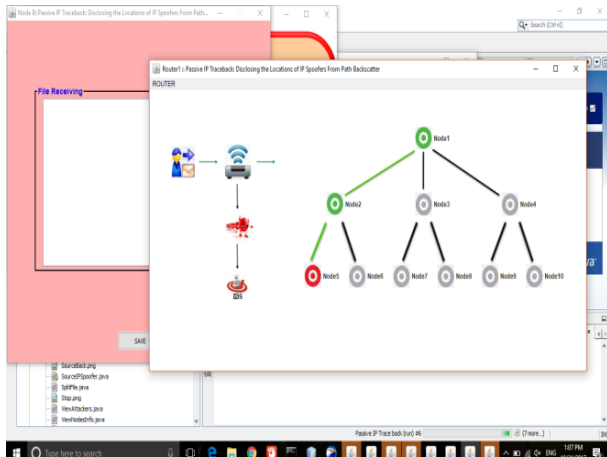 Node B:Passive IP Traceback: Disclosing the Locations of IP Spoofers From Path...
Search (Ctrl+I)
Router1 :: Passive IP Traceback: Disclosing the Locations of IP Spoofers From Path Backscatter
ROUTER
File Receiving
Node1
Node2
Node3
Node4
Node5
Node6
Node7
Node8
Node9
Node10
IDS
SAVE
SourceBack.png
SourceIPSpoofer.java
SplitFile.java
Stop.png
ViewAttackers.java
ViewNodesInfo.java
Passive IP Trace back (run) #6
(7 more...)
Type here to search
ENG
1:07 PM